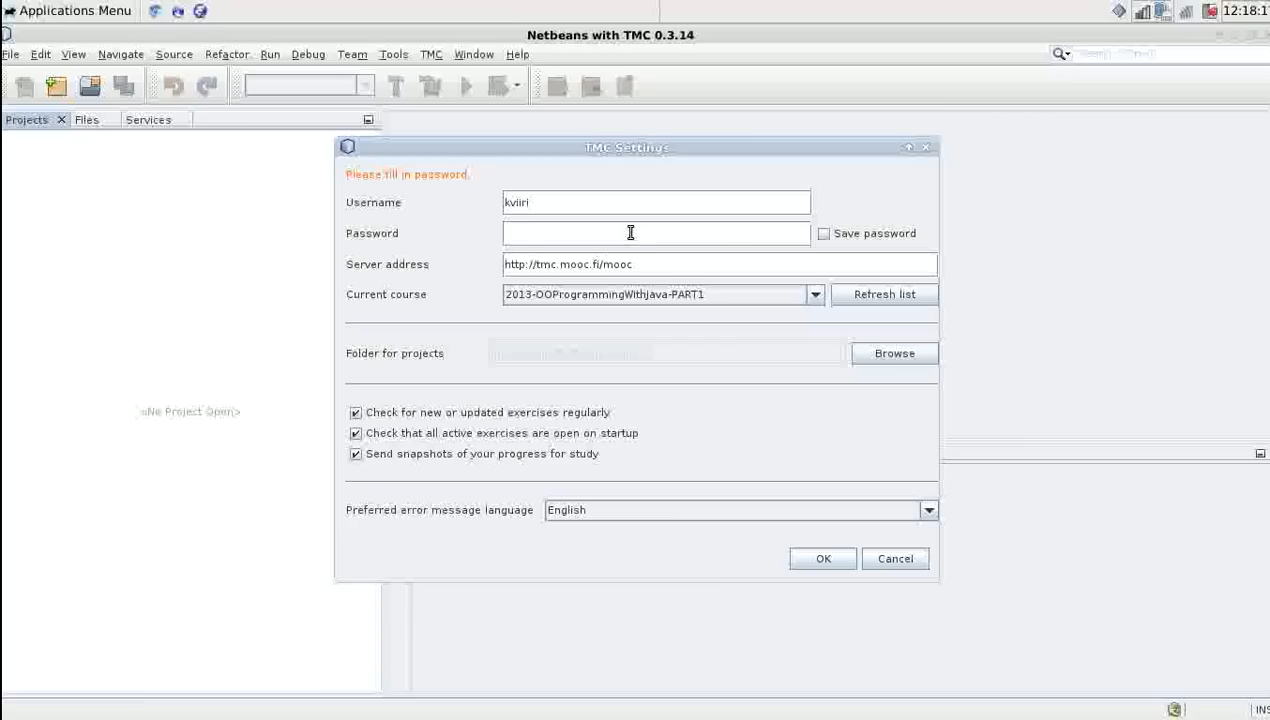 Applications Menu
12:18:1
Netbeans with TMC 0.3.14
File Edit View Navigate Source Refactor Run Debug Team Tools TMC Window Help
Projects Files Services
TMC Settings
Please fill in password.
Username kviiri
Password Save password
Server address http://tmc.mooc.fi/mooc
Current course 2013-OOProgrammingWithJava-PART1 Refresh list
Folder for projects Browse
<No Project Open>
Check for new or updated exercises regularly
Check that all active exercises are open on startup
Send snapshots of your progress for study
Preferred error message language English
OK Cancel
INS